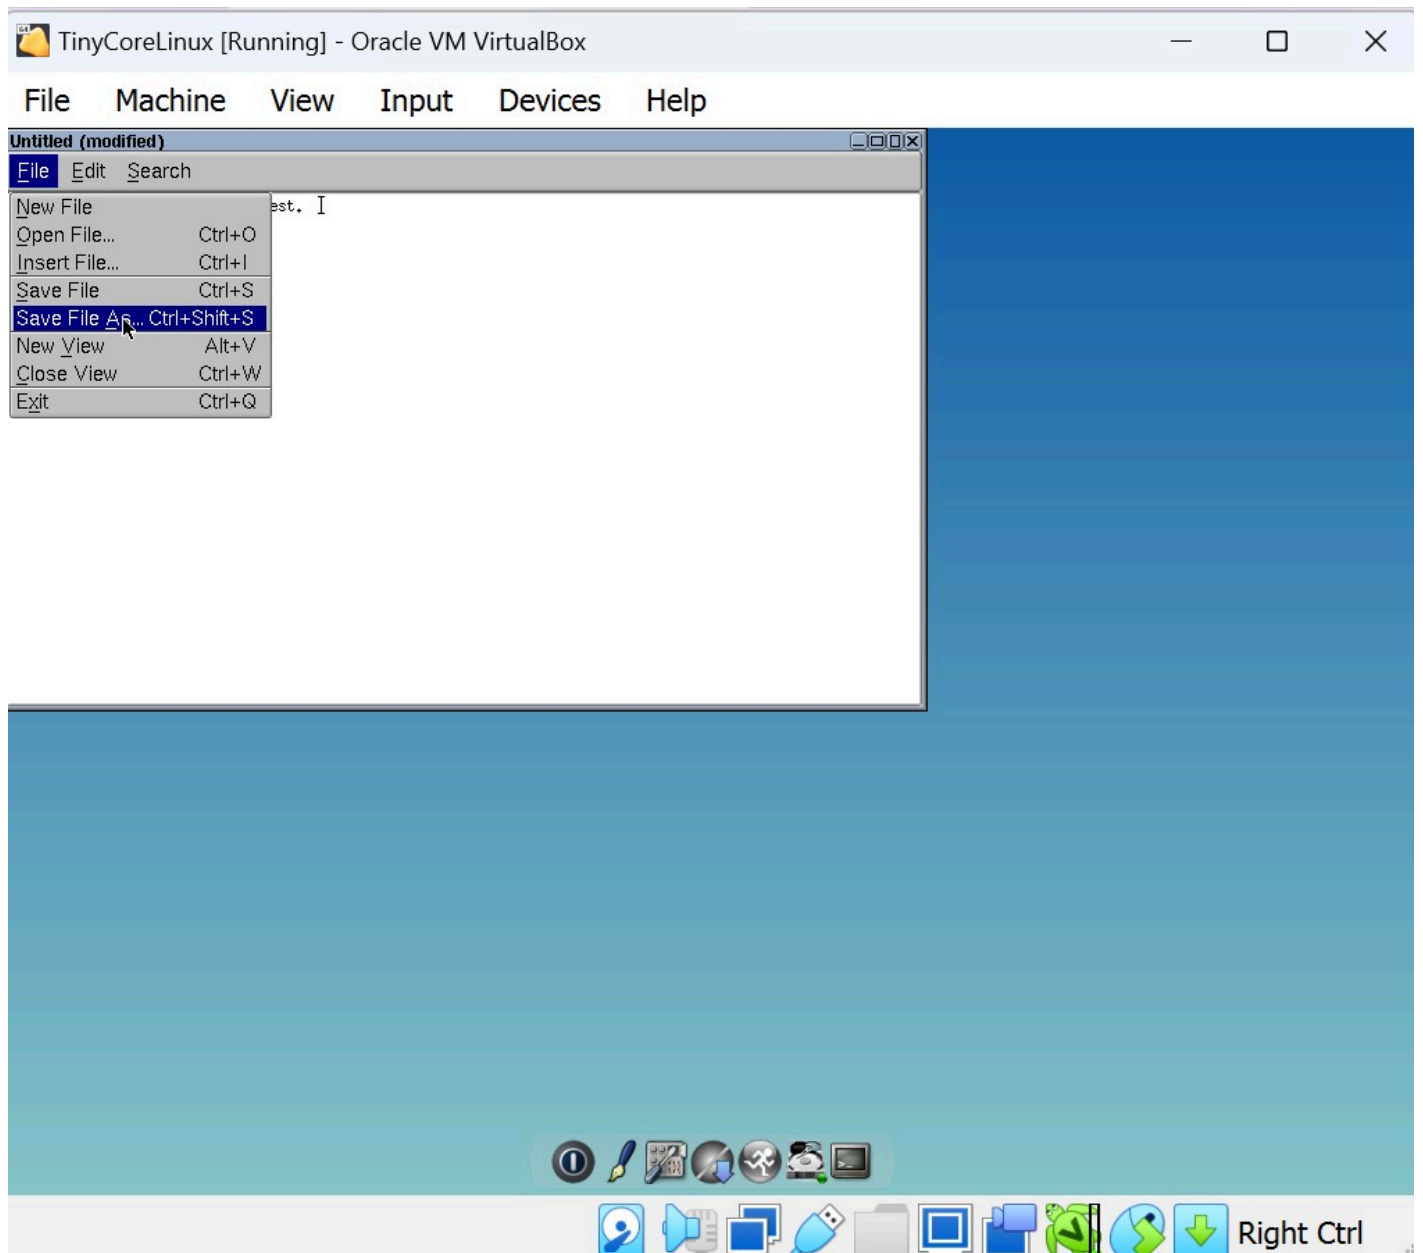 TinyCoreLinux [Running] - Oracle VM VirtualBox
File Machine View Input Devices Help
Untitled (modified)
File Edit Search
New File
est.
Open File... Ctrl+O
Insert File... Ctrl+I
Save File Ctrl+S
Save File As... Ctrl+Shift+S
New View Alt+V
Close View Ctrl+W
Exit Ctrl+Q
Right Ctrl